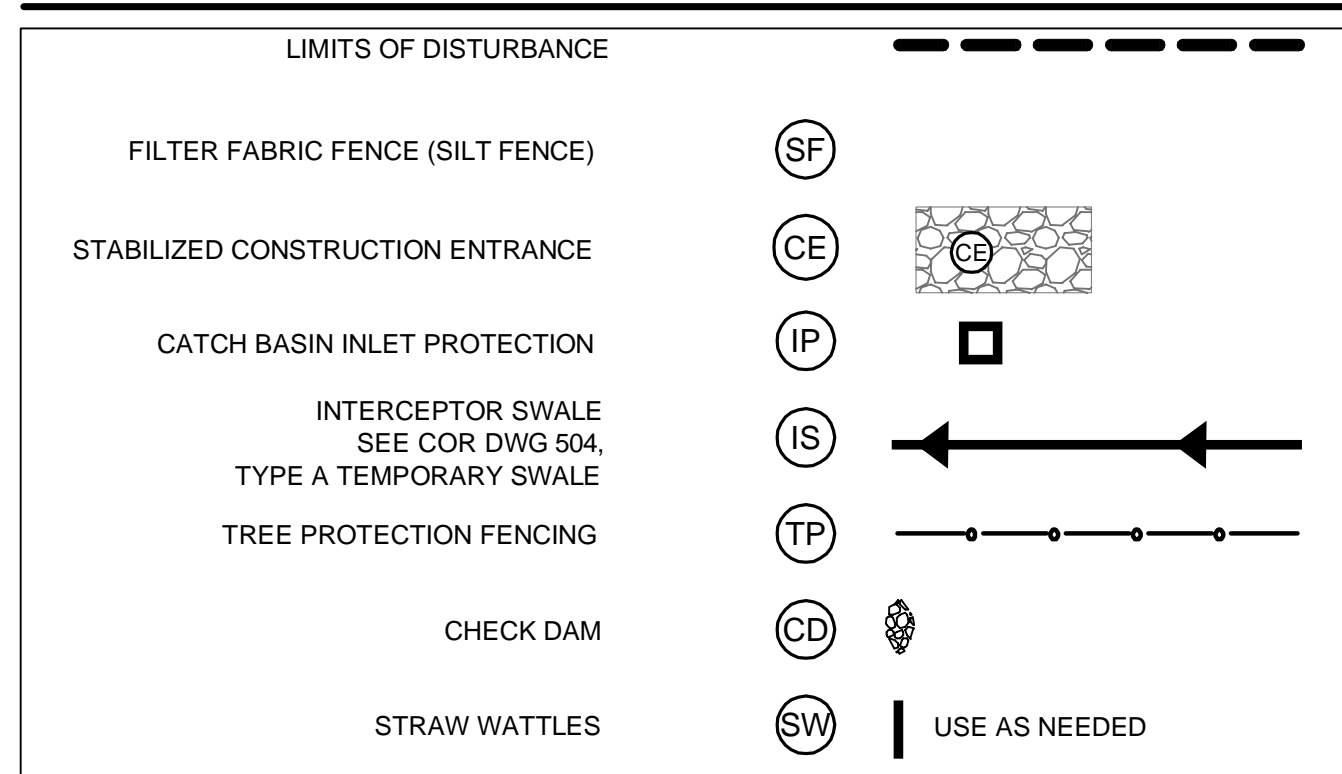 LIMITS OF DISTURBANCE
FILTER FABRIC FENCE (SILT FENCE) SF
STABILIZED CONSTRUCTION ENTRANCE CE CE
CATCH BASIN INLET PROTECTION IP
INTERCEPTOR SWALE
SEE COR DWG 504, IS
TYPE A TEMPORARY SWALE
TREE PROTECTION FENCING TP
CHECK DAM CD
STRAW WATTLES SW USE AS NEEDED